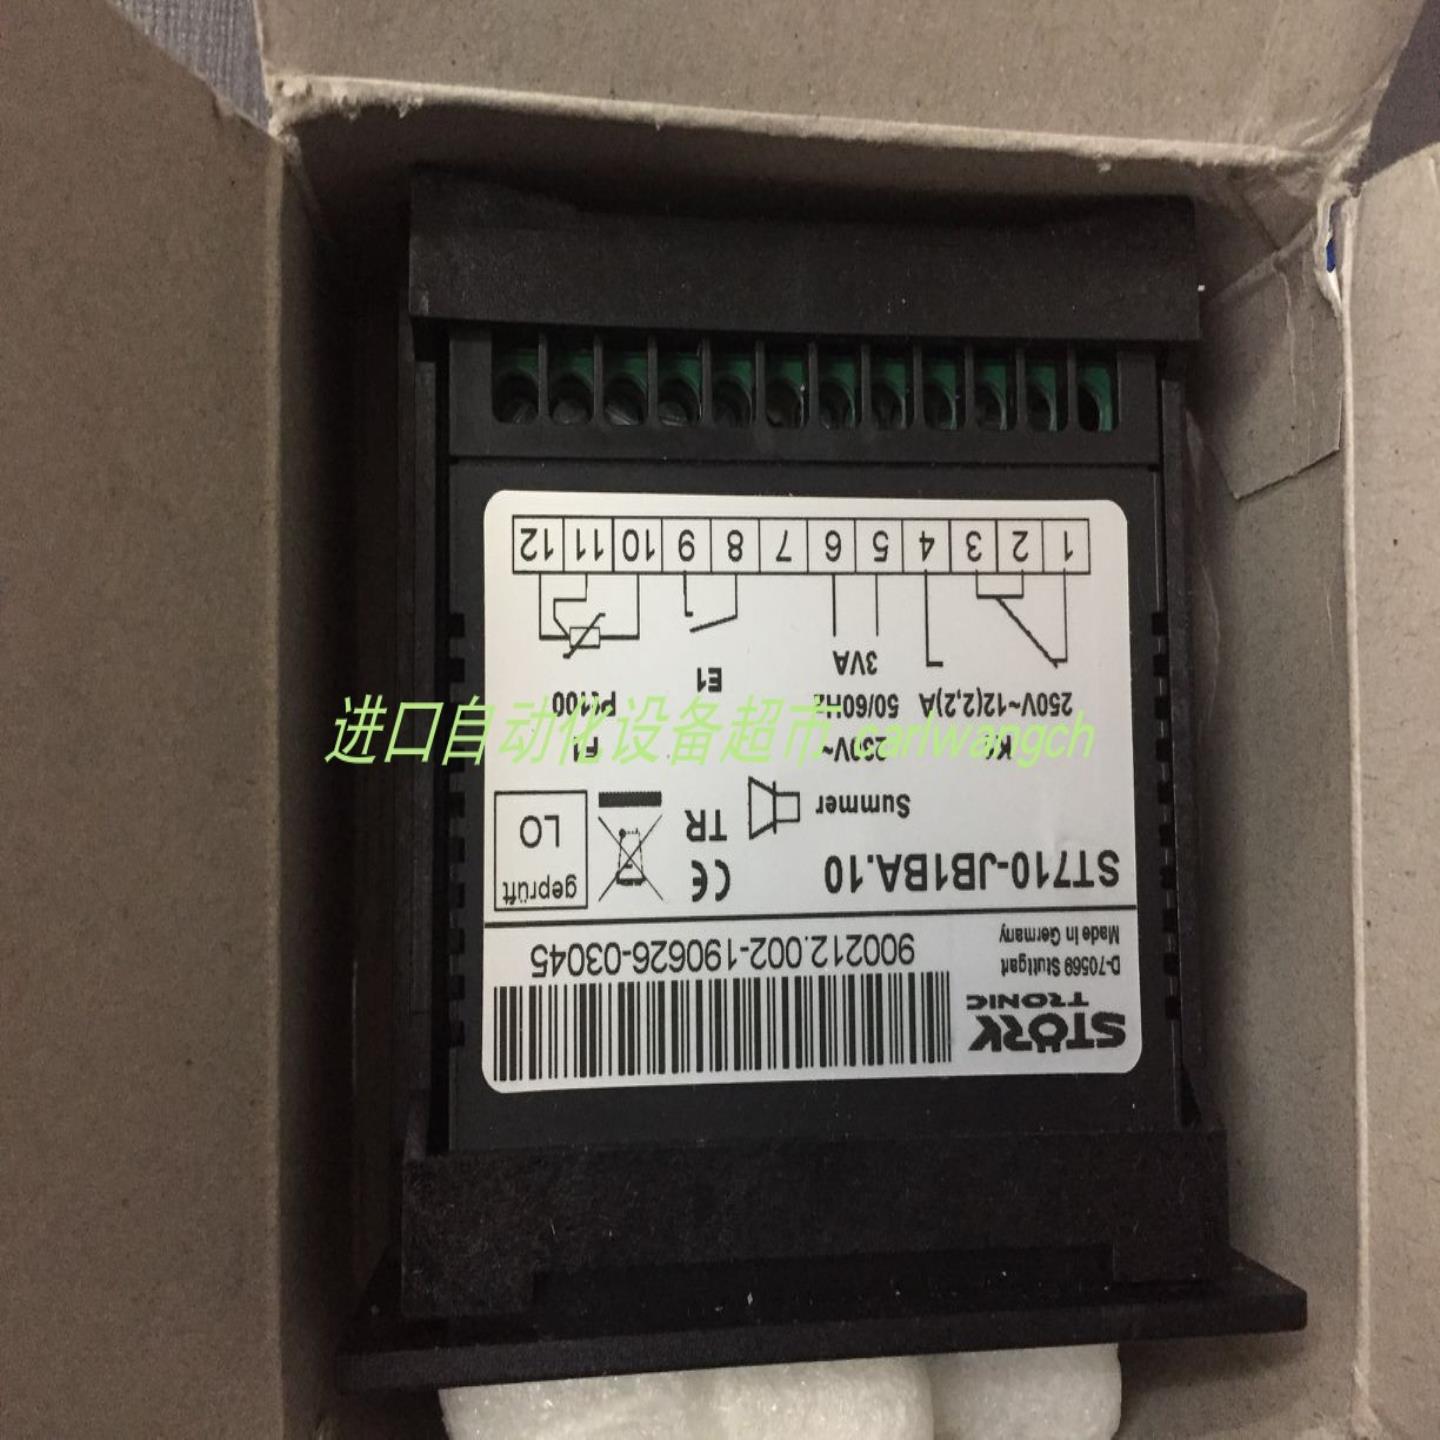 STÖRK
TRONIC
D-70569 Stuttgart
Made in Germany
900212.002-190626-03045
ST710-JB1BA.10
CE
geprüft
LO
TR
Summer
230V~
F1
250V~12(2,2)A
50/60Hz
Pt100
3VA
E1
1 2 3 4 5 6 7 8 9 10 11 12
进口自动化设备超市 carlwangch